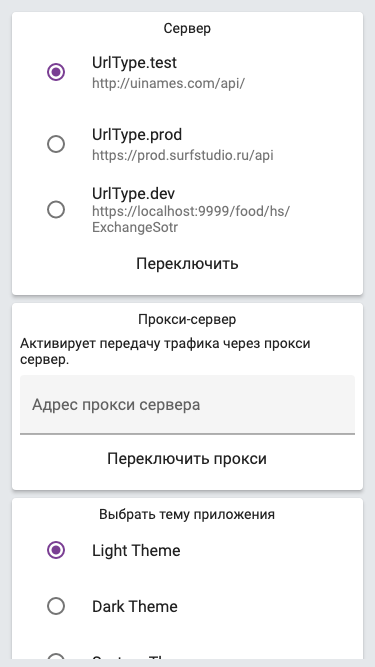 Сервер
UrlType.test
http://uinames.com/api/
UrlType.prod
https://prod.surfstudio.ru/api
UrlType.dev
https://localhost:9999/food/hs/
ExchangeSotr
Переключить
Прокси-сервер
Активирует передачу трафика через прокси
сервер.
Адрес прокси сервера
Переключить прокси
Выбрать тему приложения
Light Theme
Dark Theme